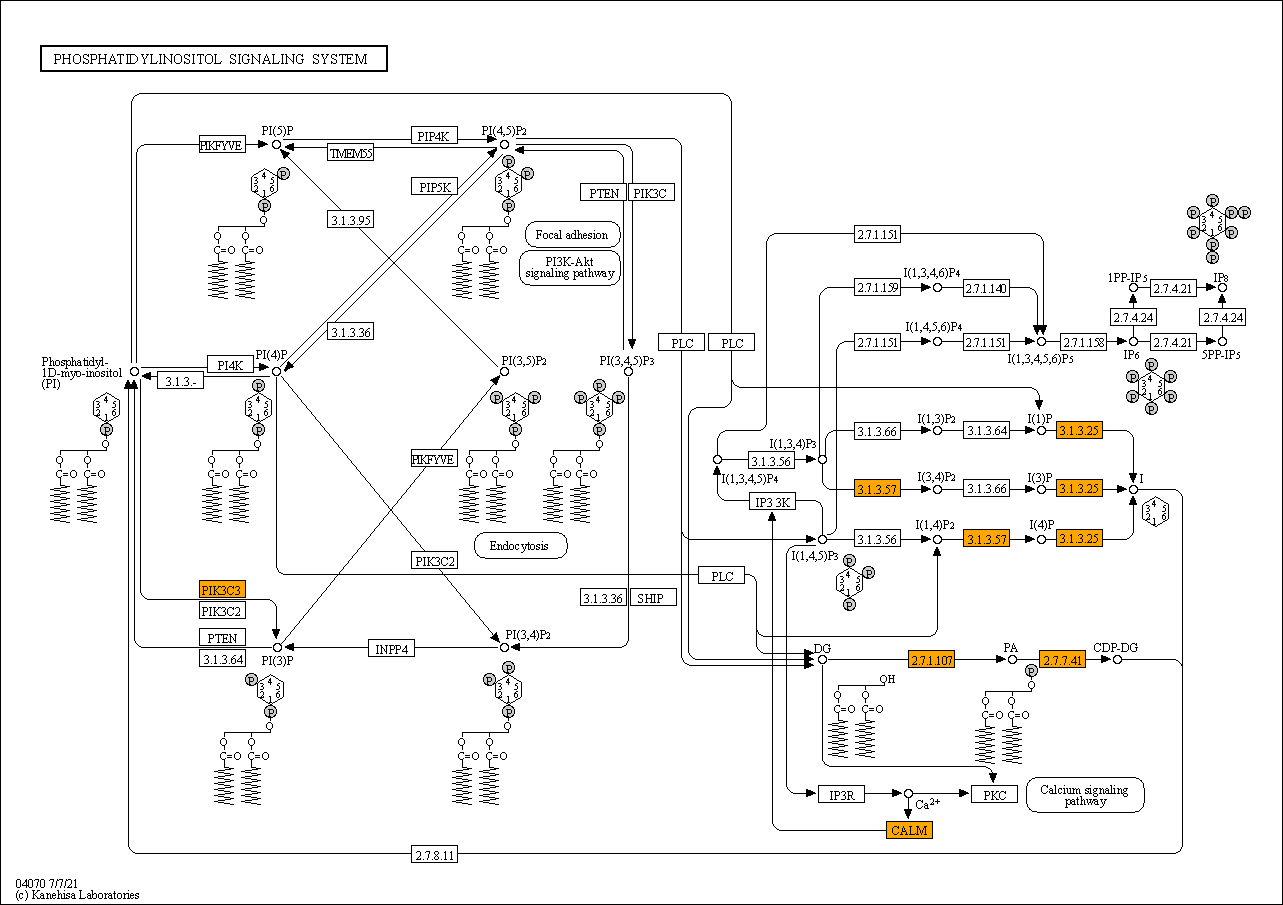 PHOSPHATIDYLINOSITOL SIGNALING SYSTEM
PI(5)P
PIP4K
PI(4,5)P2
PIKFYVE
TMEM55
PIP5K
PTEN
PIK3C
3.1.3.95
Focal adhesion
PI3K-Akt
signaling pathway
3.1.3.36
Phosphatidyl-
1D-myo-inositol
(PI)
PI4K
3.1.3.-
PI(4)P
PI(3,5)P2
PI(3,4,5)P3
PLC
PLC
PIKFYVE
Endocytosis
PIK3C2
PLC
PIK3C3
PIK3C2
PTEN
3.1.3.64
PI(3)P
INPP4
PI(3,4)P2
3.1.3.36
SHIP
2.7.1.151
I(1,3,4,6)P4
2.7.1.159
2.7.1.140
I(1,4,5,6)P4
2.7.1.151
2.7.1.151
I(1,3,4,5,6)P5
2.7.1.158
1PP-IP5
2.7.4.21
IP8
2.7.4.24
2.7.4.24
IP6
2.7.4.21
5PP-IP5
I(1,3,4)P3
3.1.3.56
I(1,3,4,5)P4
3.1.3.66
I(1,3)P2
3.1.3.64
I(1)P
3.1.3.25
3.1.3.57
I(3,4)P2
3.1.3.66
I(3)P
3.1.3.25
I
IP3 3K
I(1,4,5)P3
3.1.3.56
I(1,4)P2
3.1.3.57
I(4)P
3.1.3.25
DG
2.7.1.107
PA
2.7.7.41
CDP-DG
OH
IP3R
Ca2+
PKC
Calcium signaling
pathway
CALM
2.7.8.11
04070 7/7/21
(c) Kanehisa Laboratories